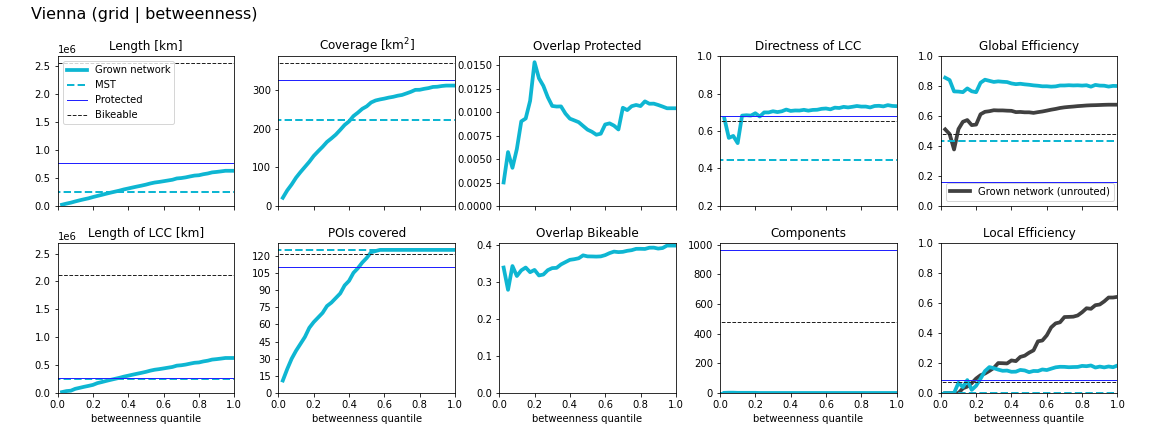 Vienna (grid | betweenness)
Length [km]
1e6
2.5
2.0
1.5
1.0
0.5
0.0
Grown network
MST
Protected
Bikeable
Coverage [km²]
300
200
100
0
Overlap Protected
0.0150
0.0125
0.0100
0.0075
0.0050
0.0025
0.0000
Directness of LCC
1.0
0.8
0.6
0.4
0.2
Global Efficiency
1.0
0.8
0.6
0.4
0.2
0.0
Grown network (unrouted)
Length of LCC [km]
1e6
2.5
2.0
1.5
1.0
0.5
0.0
0.0 0.2 0.4 0.6 0.8 1.0
betweenness quantile
POIs covered
120
105
90
75
60
45
30
15
0.0 0.2 0.4 0.6 0.8 1.0
betweenness quantile
Overlap Bikeable
0.4
0.3
0.2
0.1
0.0
0.0 0.2 0.4 0.6 0.8 1.0
betweenness quantile
Components
1000
800
600
400
200
0
0.0 0.2 0.4 0.6 0.8 1.0
betweenness quantile
Local Efficiency
1.0
0.8
0.6
0.4
0.2
0.0
0.0 0.2 0.4 0.6 0.8 1.0
betweenness quantile